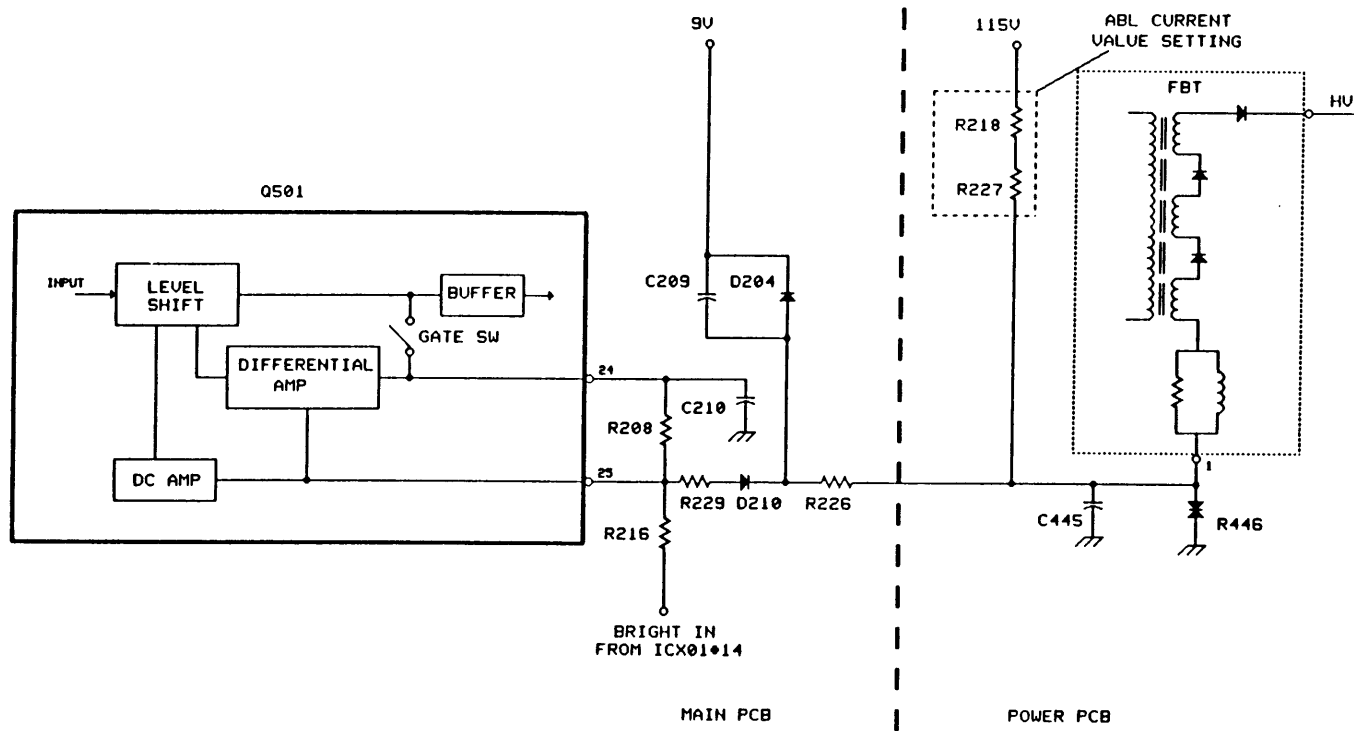 9V
115V
ABL CURRENT
VALUE SETTING
FBT
HV
R218
R227
Q501
INPUT
LEVEL
SHIFT
BUFFER
GATE SW
DIFFERENTIAL
AMP
DC AMP
24
25
C209
D204
C210
R208
R229
D210
R226
R216
C445
1
R446
BRIGHT IN
FROM ICX01•14
MAIN PCB
POWER PCB